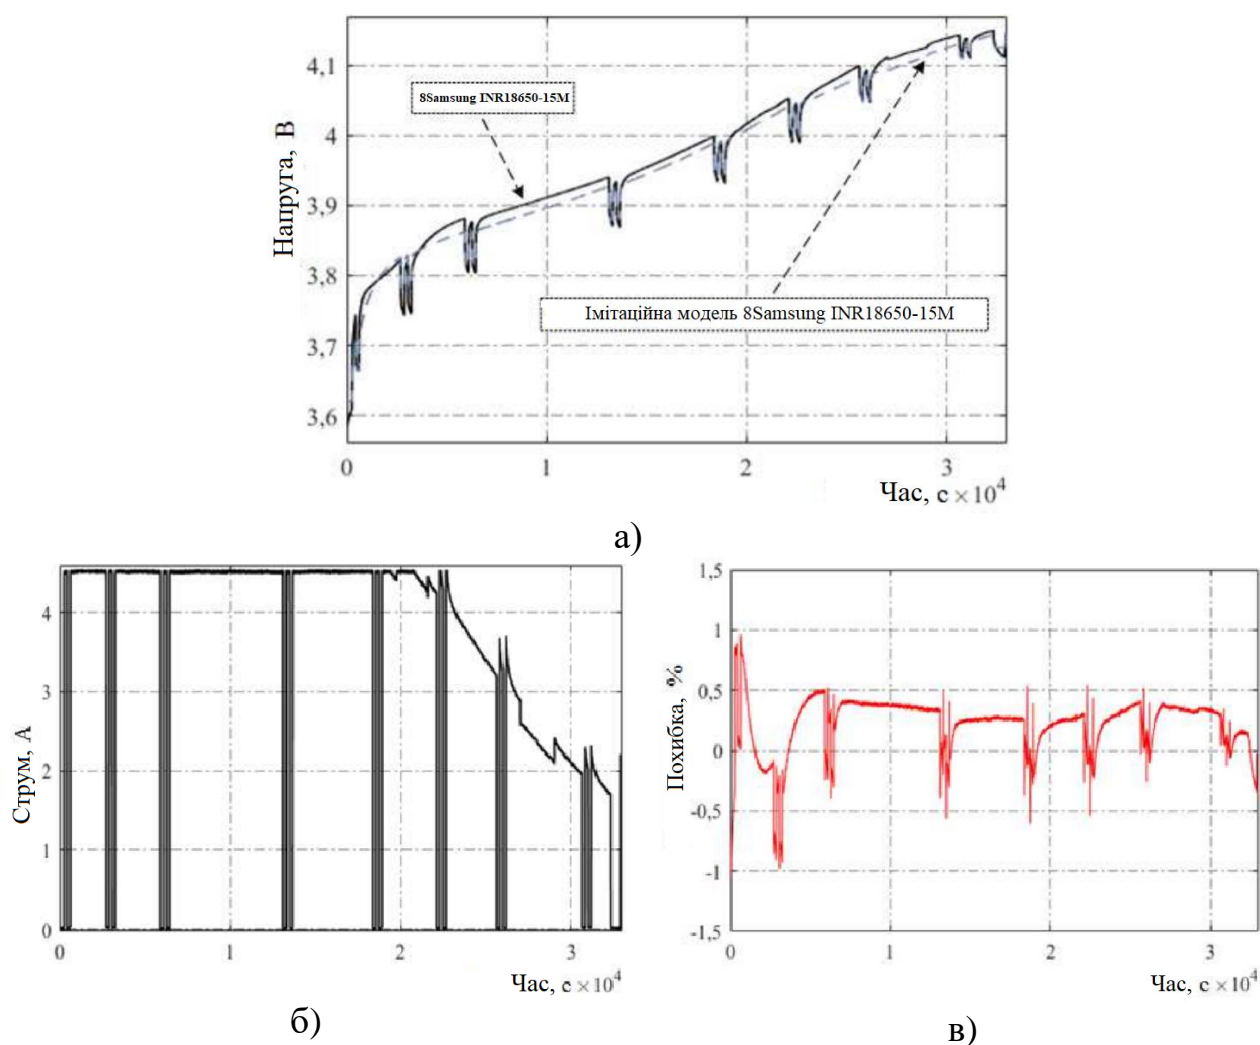 4,1
4
3,9
3,8
3,7
3,6
Напруга, В
8Samsung INR18650-15M
Імітаційна модель 8Samsung INR18650-15M
0 1 2 3
Час, с × 10⁴
а)
4
3
2
1
0
Струм, А
0 1 2 3
Час, с × 10⁴
б)
1,5
1
0,5
0
-0,5
-1
-1,5
Похибка, %
0 1 2 3
Час, с × 10⁴
в)